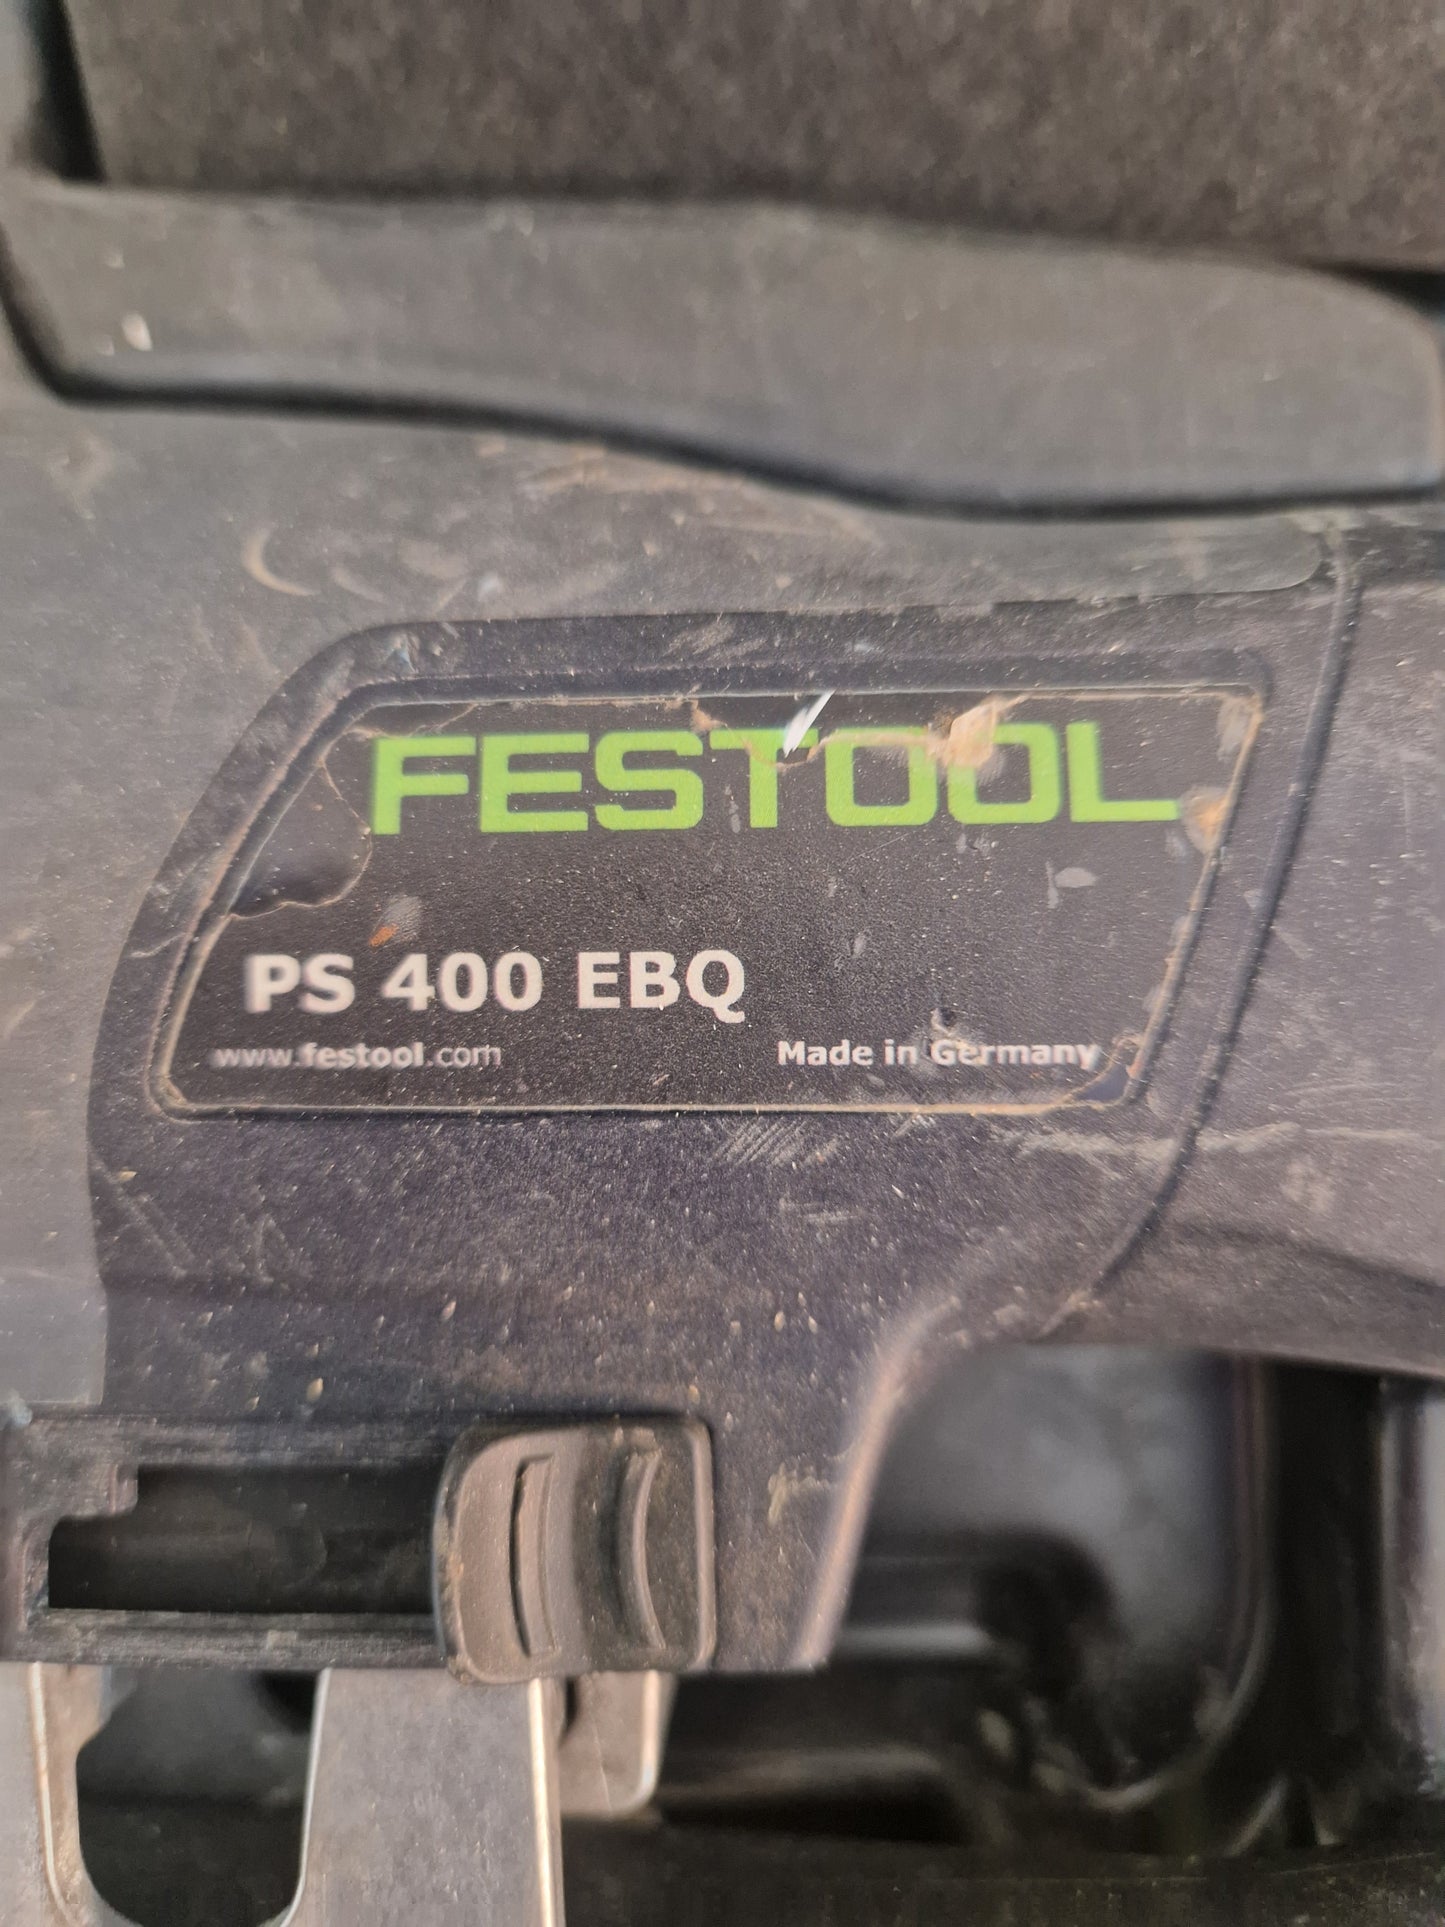 FESTOOL
PS 400 EBQ
www.festool.com
Made in Germany